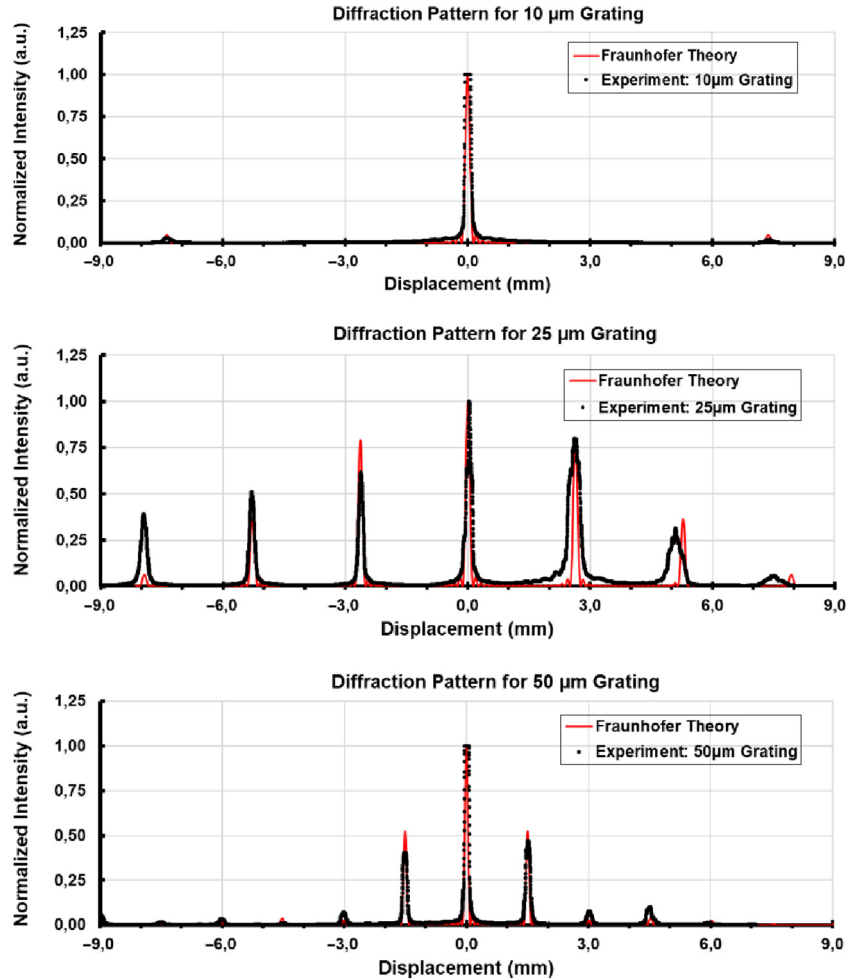 Diffraction Pattern for 10 µm Grating
1,25
1,00
0,75
0,50
0,25
0,00
Normalized Intensity (a.u.)
Fraunhofer Theory
Experiment: 10µm Grating
–9,0 –6,0 –3,0 0,0 3,0 6,0 9,0
Displacement (mm)
Diffraction Pattern for 25 µm Grating
1,25
1,00
0,75
0,50
0,25
0,00
Normalized Intensity (a.u.)
Fraunhofer Theory
Experiment: 25µm Grating
–9,0 –6,0 –3,0 0,0 3,0 6,0 9,0
Displacement (mm)
Diffraction Pattern for 50 µm Grating
1,25
1,00
0,75
0,50
0,25
0,00
Normalized Intensity (a.u.)
Fraunhofer Theory
Experiment: 50µm Grating
–9,0 –6,0 –3,0 0,0 3,0 6,0 9,0
Displacement (mm)